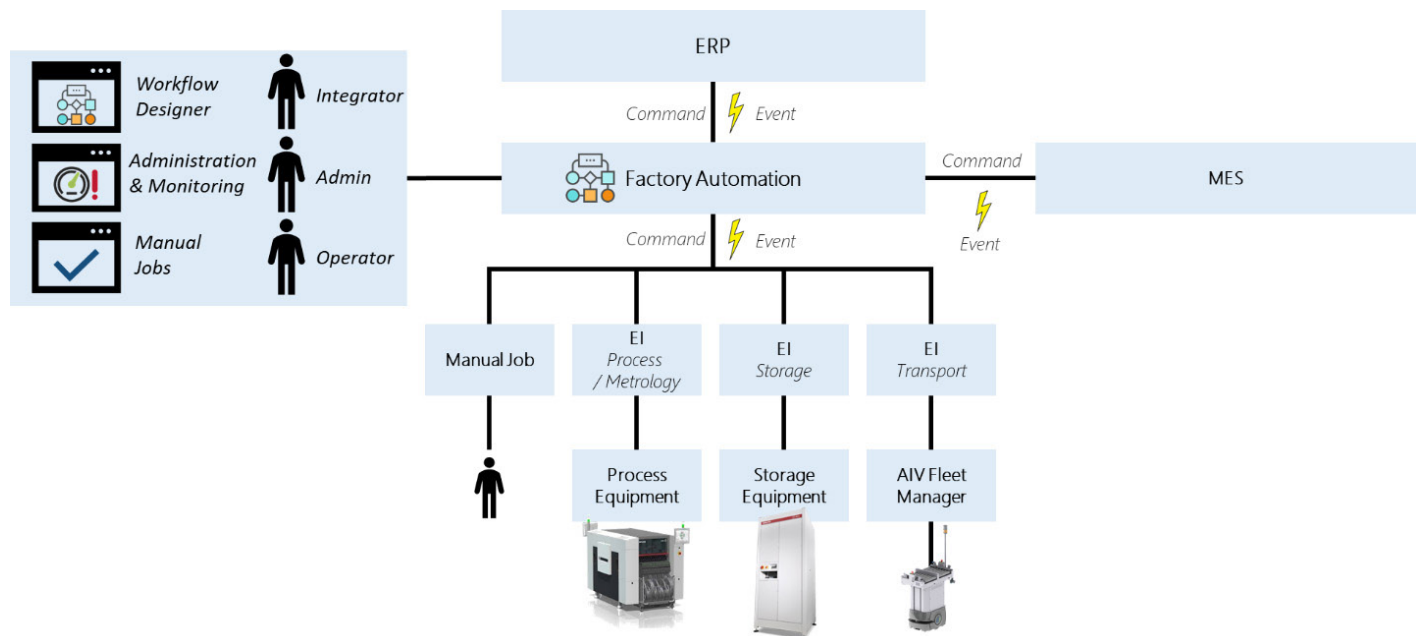 ERP
Command
Event
Workflow
Designer
Integrator
Administration
& Monitoring
Admin
Manual
Jobs
Operator
Factory Automation
Command
Event
MES
Command
Event
Manual Job
EI
Process
/ Metrology
EI
Storage
EI
Transport
Process
Equipment
Storage
Equipment
AIV Fleet
Manager